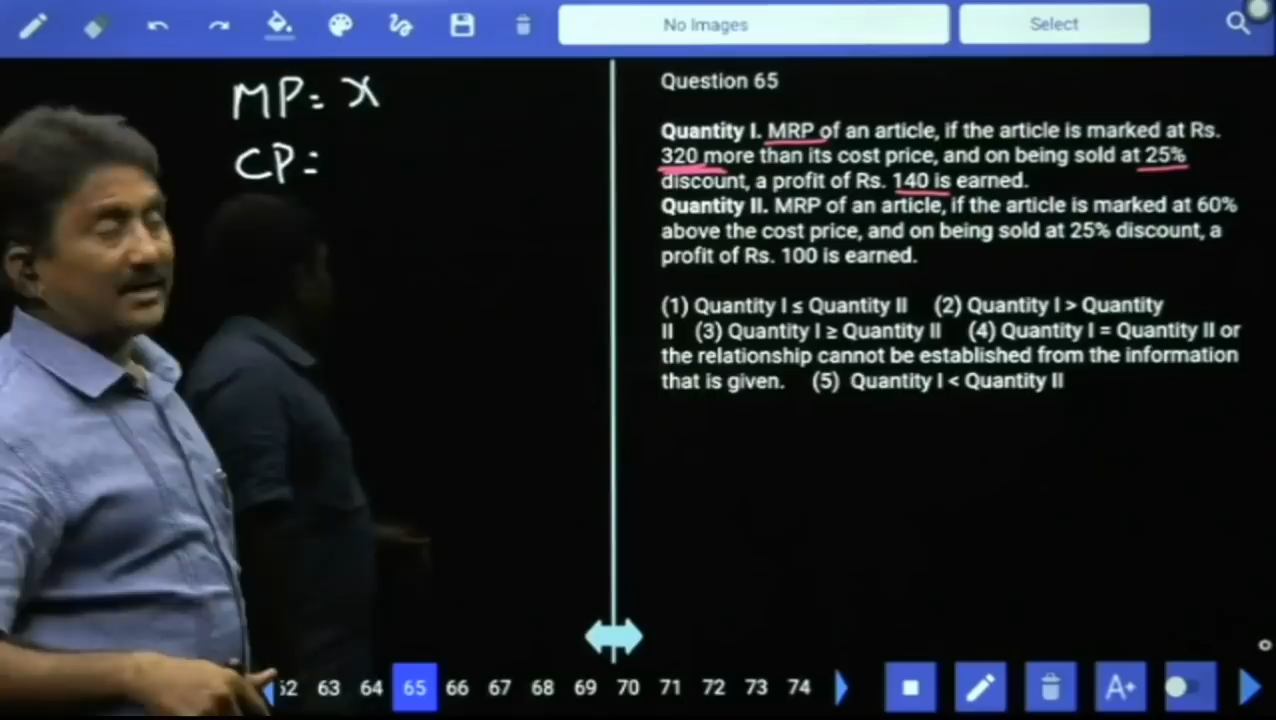 No Images
Select
MP= x
CP=
Question 65
Quantity I. MRP of an article, if the article is marked at Rs.
320 more than its cost price, and on being sold at 25%
discount, a profit of Rs. 140 is earned.
Quantity II. MRP of an article, if the article is marked at 60%
above the cost price, and on being sold at 25% discount, a
profit of Rs. 100 is earned.
(1) Quantity I ≤ Quantity II (2) Quantity I > Quantity
II (3) Quantity I ≥ Quantity II (4) Quantity I = Quantity II or
the relationship cannot be established from the information
that is given. (5) Quantity I < Quantity II
63 64 65 66 67 68 69 70 71 72 73 74 A+